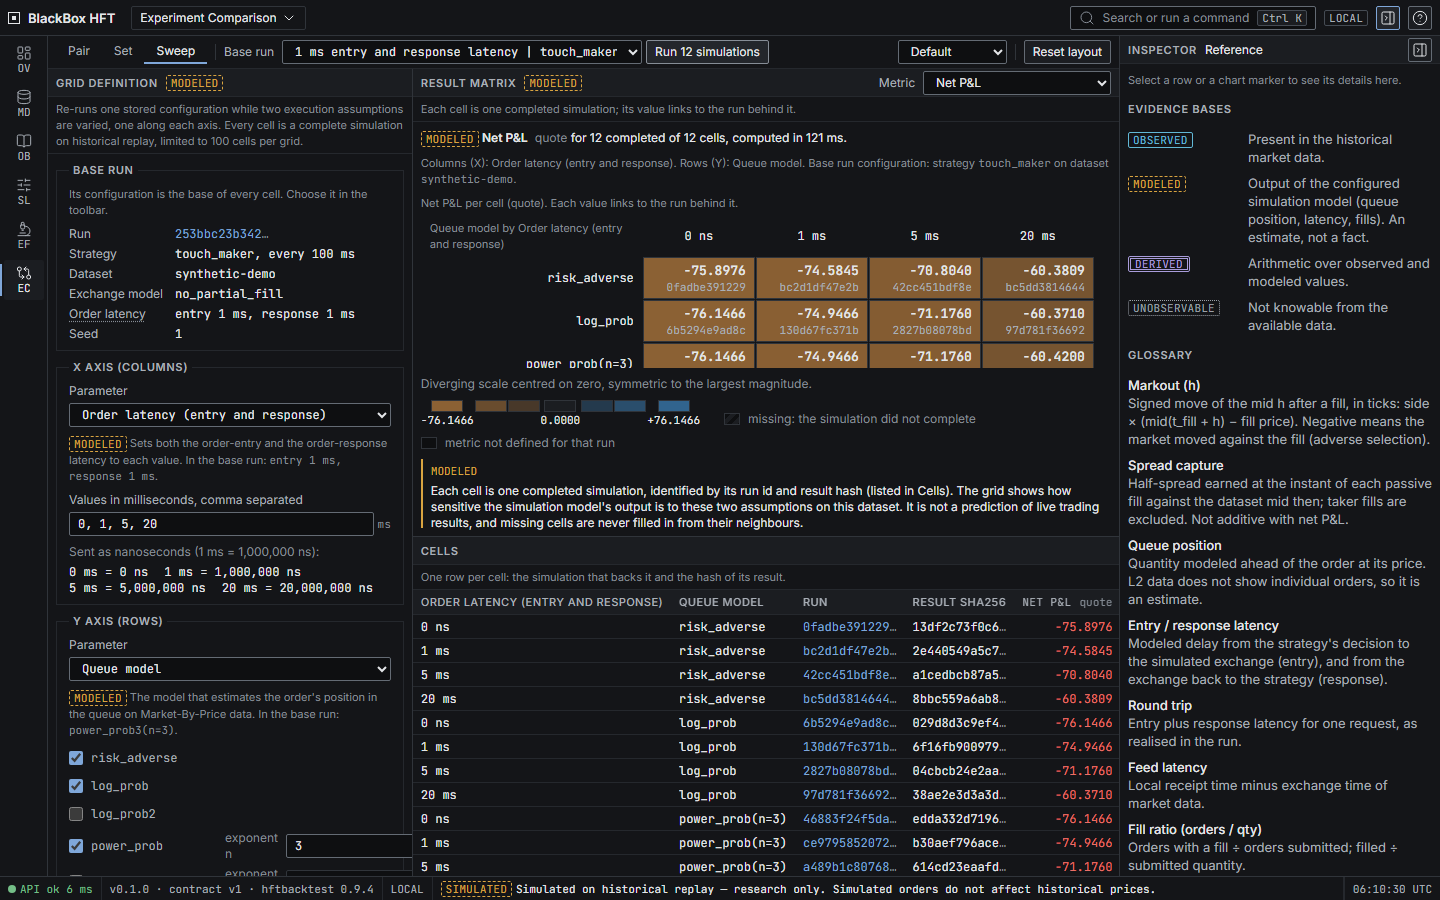 BlackBox HFT
Experiment Comparison
Search or run a command Ctrl K
LOCAL
OV
MD
OB
SL
EF
EC
Pair Set Sweep
Base run 1 ms entry and response latency | touch_maker
Run 12 simulations
Default
Reset layout
GRID DEFINITION MODELED
Re-runs one stored configuration while two execution assumptions
are varied, one along each axis. Every cell is a complete simulation
on historical replay, limited to 100 cells per grid.
BASE RUN
Its configuration is the base of every cell. Choose it in the
toolbar.
Run 253bbc23b342…
Strategy touch_maker, every 100 ms
Dataset synthetic-demo
Exchange model no_partial_fill
Order latency entry 1 ms, response 1 ms
Seed 1
X AXIS (COLUMNS)
Parameter
Order latency (entry and response)
MODELED Sets both the order-entry and the order-response
latency to each value. In the base run: entry 1 ms,
response 1 ms.
Values in milliseconds, comma separated
0, 1, 5, 20 ms
Sent as nanoseconds (1 ms = 1,000,000 ns):
0 ms = 0 ns 1 ms = 1,000,000 ns
5 ms = 5,000,000 ns 20 ms = 20,000,000 ns
Y AXIS (ROWS)
Parameter
Queue model
MODELED The model that estimates the order's position in
the queue on Market-By-Price data. In the base run:
power_prob3(n=3).
risk_adverse
log_prob
log_prob2
power_prob exponent n 3
exponent
RESULT MATRIX MODELED
Metric Net P&L
Each cell is one completed simulation; its value links to the run behind it.
MODELED Net P&L quote for 12 completed of 12 cells, computed in 121 ms.
Columns (X): Order latency (entry and response). Rows (Y): Queue model. Base run configuration: strategy touch_maker on dataset
synthetic-demo.
Net P&L per cell (quote). Each value links to the run behind it.
Queue model by Order latency (entry
and response)
0 ns 1 ms 5 ms 20 ms
risk_adverse -75.8976 -74.5845 -70.8040 -60.3809
0fadbe391229 bc2d1df47e2b 42cc451bdf8e bc5dd3814644
log_prob -76.1466 -74.9466 -71.1760 -60.3710
6b5294e9ad8c 130d67fc371b 2827b08078bd 97d781f36692
power_prob(n=3) -76.1466 -74.9466 -71.1760 -60.4200
Diverging scale centred on zero, symmetric to the largest magnitude.
-76.1466 0.0000 +76.1466 missing: the simulation did not complete
metric not defined for that run
MODELED
Each cell is one completed simulation, identified by its run id and result hash (listed in Cells). The grid shows how
sensitive the simulation model's output is to these two assumptions on this dataset. It is not a prediction of live trading
results, and missing cells are never filled in from their neighbours.
CELLS
One row per cell: the simulation that backs it and the hash of its result.
ORDER LATENCY (ENTRY AND RESPONSE) QUEUE MODEL RUN RESULT SHA256 NET P&L quote
0 ns risk_adverse 0fadbe391229… 13df2c73f0c6… -75.8976
1 ms risk_adverse bc2d1df47e2b… 2e440549a5c7… -74.5845
5 ms risk_adverse 42cc451bdf8e… a1cedbcb87a5… -70.8040
20 ms risk_adverse bc5dd3814644… 8bbc559a6ab8… -60.3809
0 ns log_prob 6b5294e9ad8c… 029d8d3c9ef4… -76.1466
1 ms log_prob 130d67fc371b… 6f16fb900979… -74.9466
5 ms log_prob 2827b08078bd… 04cbcb24e2aa… -71.1760
20 ms log_prob 97d781f36692… 38ae2e3d3a3d… -60.3710
0 ns power_prob(n=3) 46883f24f5da… edda332d7196… -76.1466
1 ms power_prob(n=3) ce9795852072… b30aef796ace… -74.9466
5 ms power_prob(n=3) a489b1c80768… 614cd23eaafd… -71.1760
INSPECTOR Reference
Select a row or a chart marker to see its details here.
EVIDENCE BASES
OBSERVED Present in the historical
market data.
MODELED Output of the configured
simulation model (queue
position, latency, fills). An
estimate, not a fact.
DERIVED Arithmetic over observed and
modeled values.
UNOBSERVABLE Not knowable from the
available data.
GLOSSARY
Markout (h)
Signed move of the mid h after a fill, in ticks: side
× (mid(t_fill + h) − fill price). Negative means the
market moved against the fill (adverse selection).
Spread capture
Half-spread earned at the instant of each passive
fill against the dataset mid then; taker fills are
excluded. Not additive with net P&L.
Queue position
Quantity modeled ahead of the order at its price.
L2 data does not show individual orders, so it is
an estimate.
Entry / response latency
Modeled delay from the strategy's decision to
the simulated exchange (entry), and from the
exchange back to the strategy (response).
Round trip
Entry plus response latency for one request, as
realised in the run.
Feed latency
Local receipt time minus exchange time of
market data.
Fill ratio (orders / qty)
Orders with a fill ÷ orders submitted; filled ÷
submitted quantity.
API ok 6 ms
v0.1.0 · contract v1 · hftbacktest 0.9.4
LOCAL
SIMULATED Simulated on historical replay — research only. Simulated orders do not affect historical prices.
06:10:30 UTC